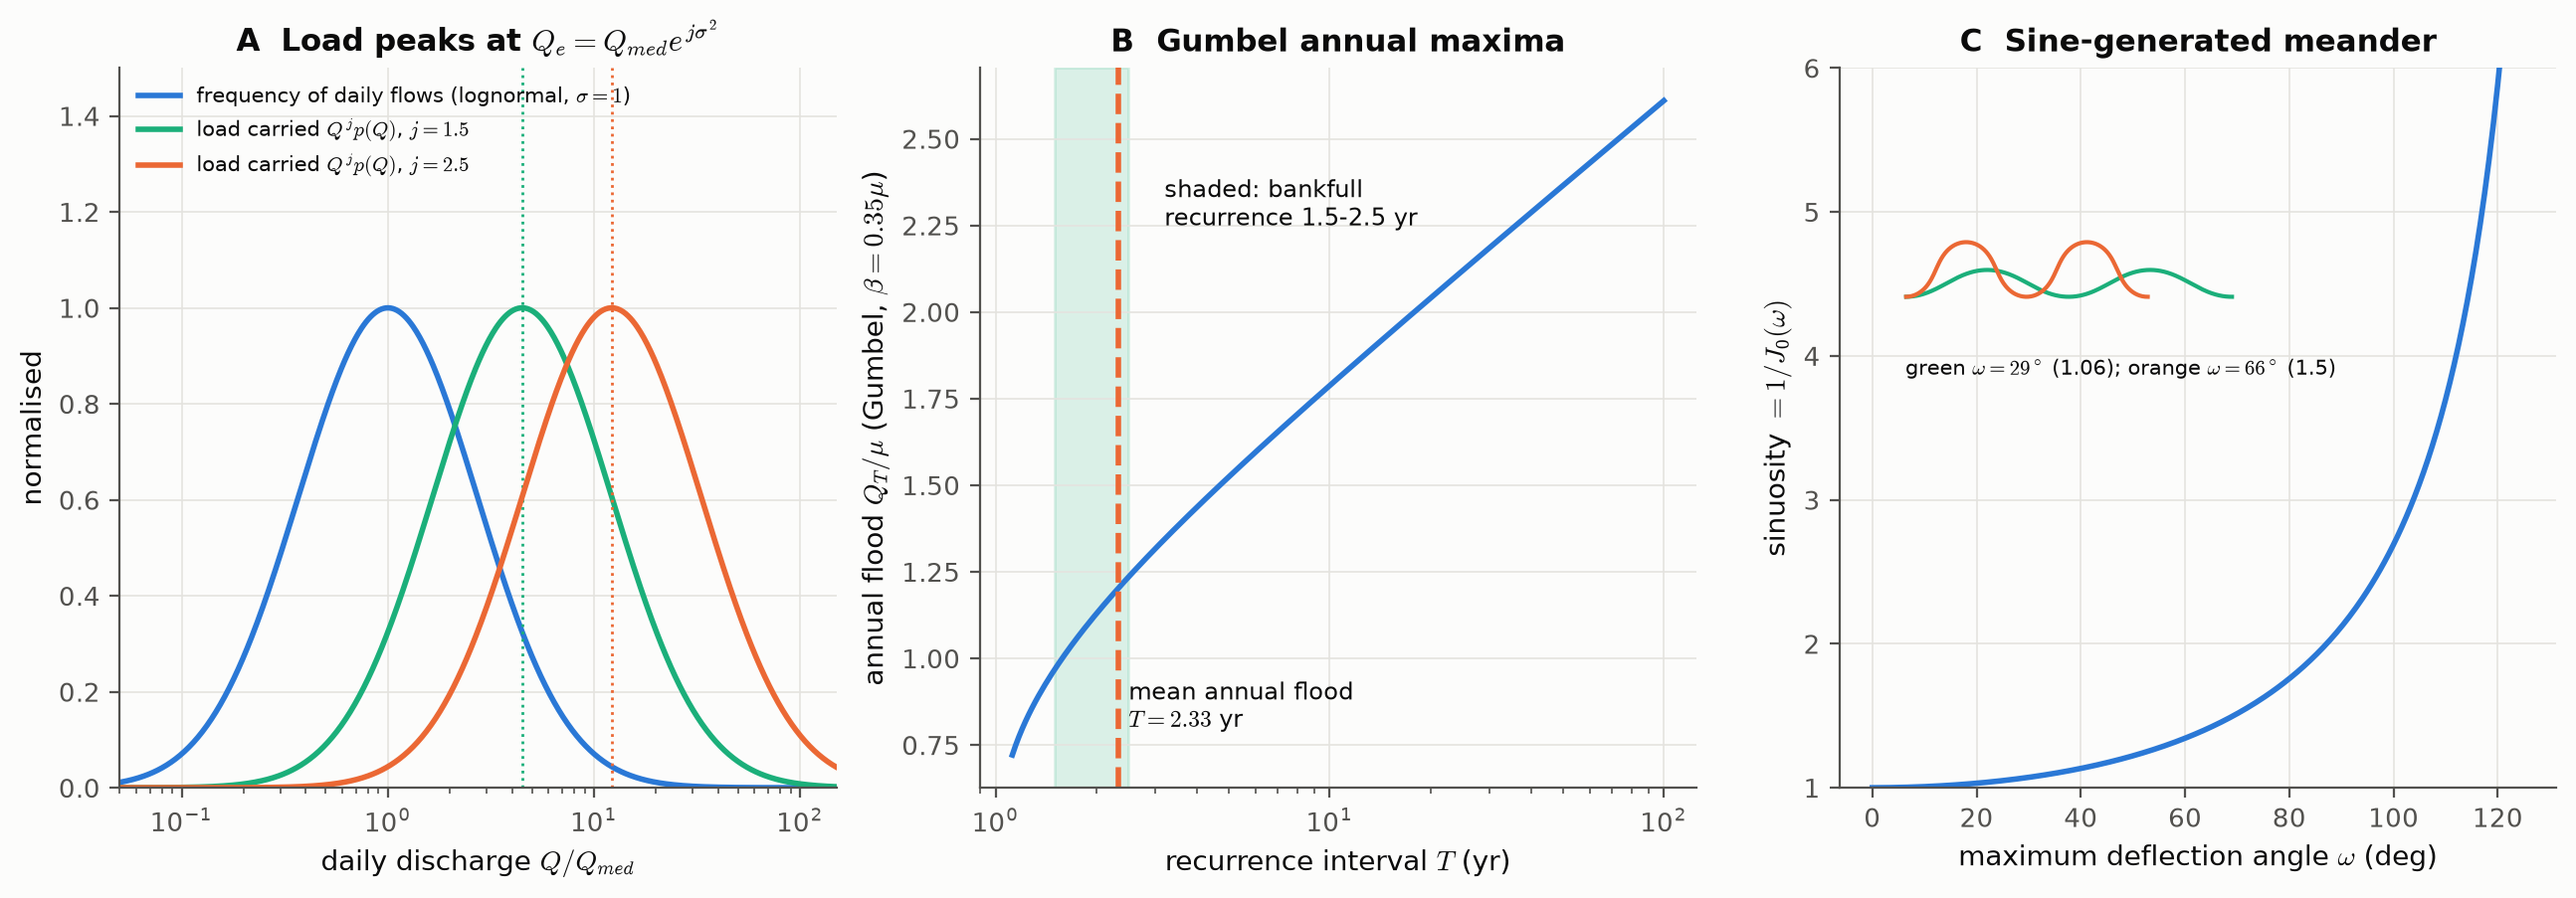 A Load peaks at $Q_e = Q_{med}e^{j\sigma^2}$
frequency of daily flows (lognormal, $\sigma = 1$)
load carried $Q^j p(Q)$, $j = 1.5$
load carried $Q^j p(Q)$, $j = 2.5$
normalised
1.4
1.2
1.0
0.8
0.6
0.4
0.2
0.0
$10^{-1}$ $10^0$ $10^1$ $10^2$
daily discharge $Q/Q_{med}$
B Gumbel annual maxima
annual flood $Q_T/\mu$ (Gumbel, $\beta = 0.35\mu$)
2.50
2.25
2.00
1.75
1.50
1.25
1.00
0.75
shaded: bankfull
recurrence 1.5-2.5 yr
mean annual flood
$T = 2.33$ yr
$10^0$ $10^1$ $10^2$
recurrence interval $T$ (yr)
C Sine-generated meander
sinuosity $= 1/J_0(\omega)$
6
5
4
3
2
1
green $\omega = 29^\circ$ (1.06); orange $\omega = 66^\circ$ (1.5)
0 20 40 60 80 100 120
maximum deflection angle $\omega$ (deg)